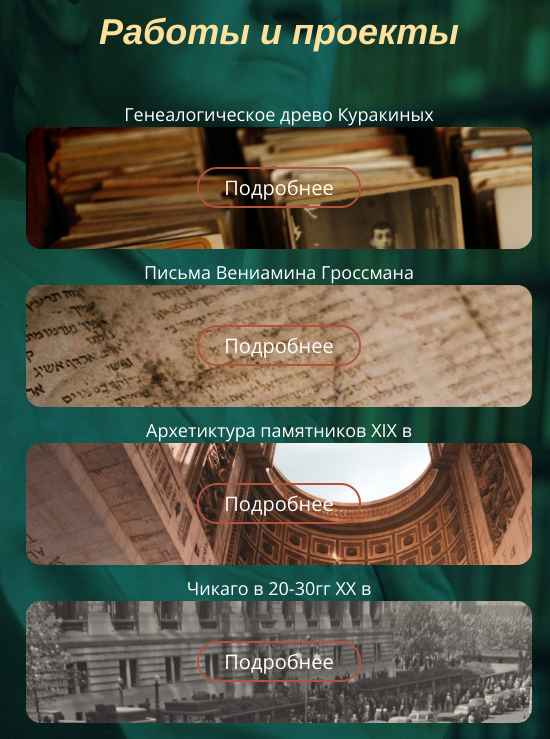 Работы и проекты
Генеалогическое древо Куракиных
Подробнее
Письма Вениамина Гроссмана
Подробнее
Архетиктура памятников XIX в
Подробнее
Чикаго в 20-30гг XX в
Подробнее